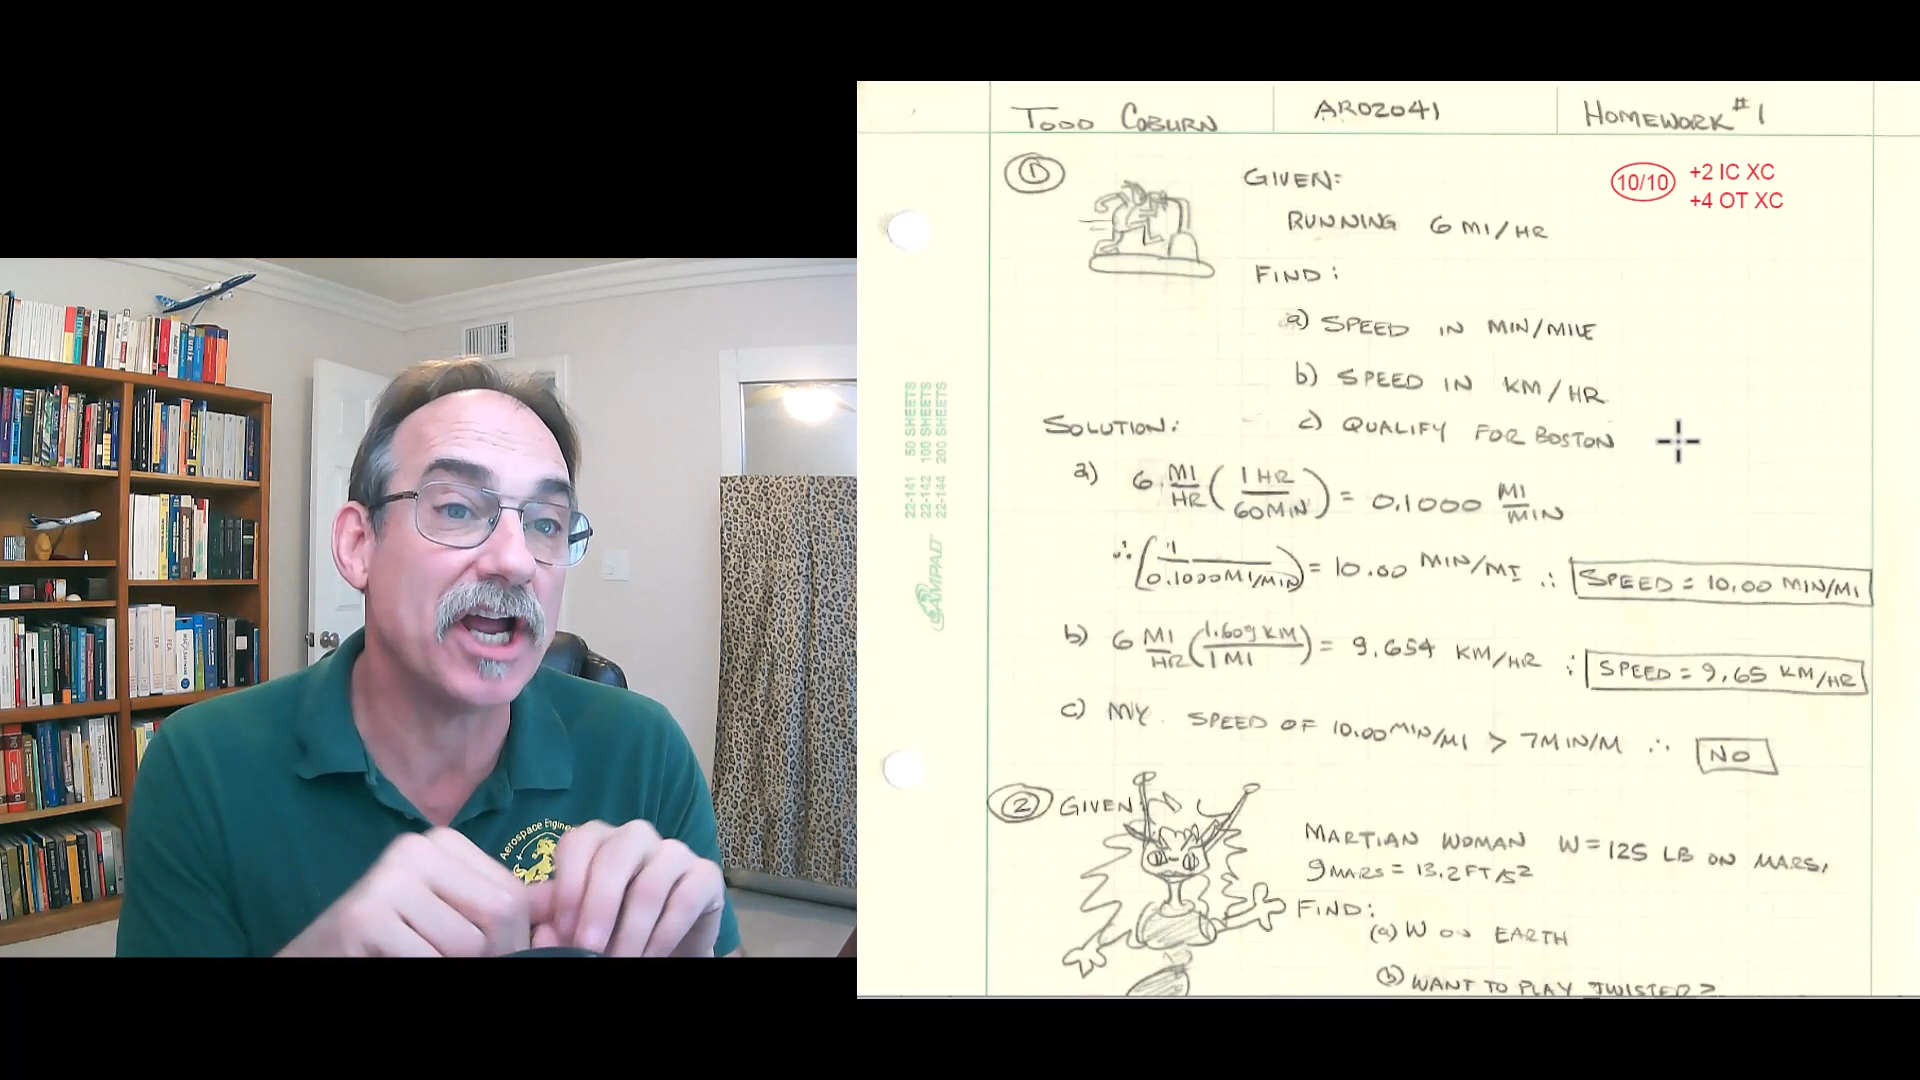 TODD COBURN
ARO2041
HOMEWORK #1
① GIVEN:
10/10 +2 IC XC
+4 OT XC
RUNNING 6 MI/HR
FIND:
a) SPEED IN MIN/MILE
b) SPEED IN KM/HR
SOLUTION: c) QUALIFY FOR BOSTON
a) 6 MI/HR (1 HR/60 MIN) = 0.1000 MI/MIN
∴ (1/0.1000 MI/MIN) = 10.00 MIN/MI ∴ SPEED = 10.00 MIN/MI
b) 6 MI/HR (1.609 KM/1 MI) = 9.654 KM/HR ∴ SPEED = 9.65 KM/HR
c) MY SPEED OF 10.00 MIN/MI > 7 MIN/M ∴ NO
② GIVEN:
MARTIAN WOMAN W = 125 LB ON MARS,
g MARS = 13.2 FT/S²
FIND:
(a) W ON EARTH
(b) WANT TO PLAY TWISTER?
22-141 50 SHEETS
22-142 100 SHEETS
22-144 200 SHEETS
AMPAD
Aerospace Engine
unix